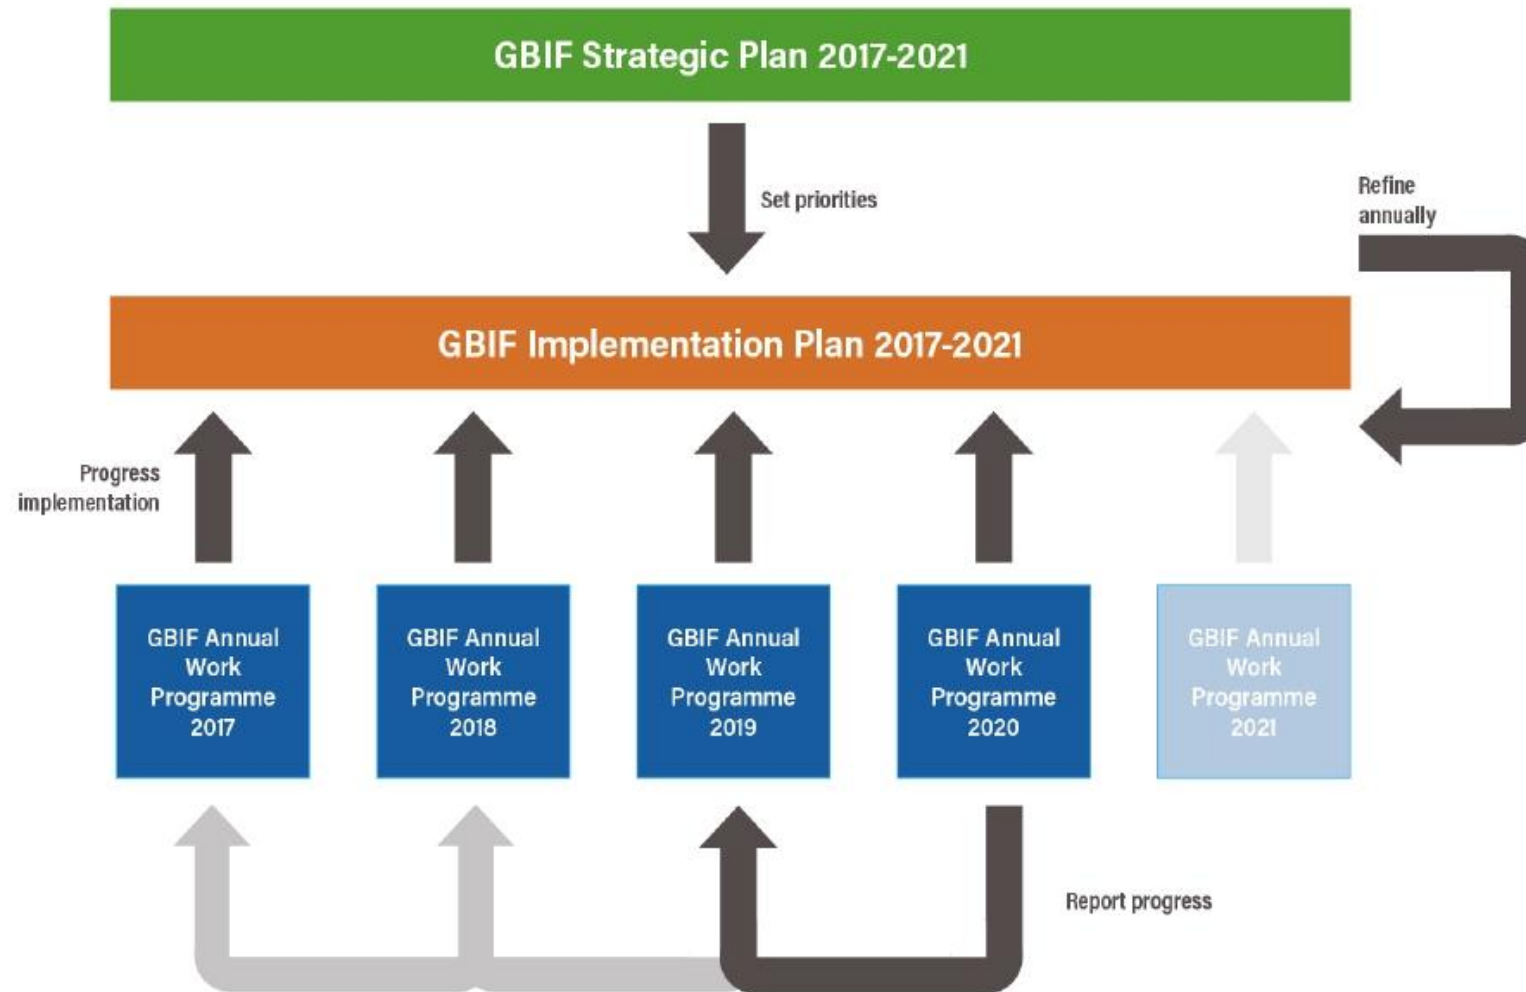 GBIF Strategic Plan 2017-2021
Set priorities
Refine
annually
GBIF Implementation Plan 2017-2021
Progress
implementation
GBIF Annual
Work
Programme
2017
GBIF Annual
Work
Programme
2018
GBIF Annual
Work
Programme
2019
GBIF Annual
Work
Programme
2020
GBIF Annual
Work
Programme
2021
Report progress